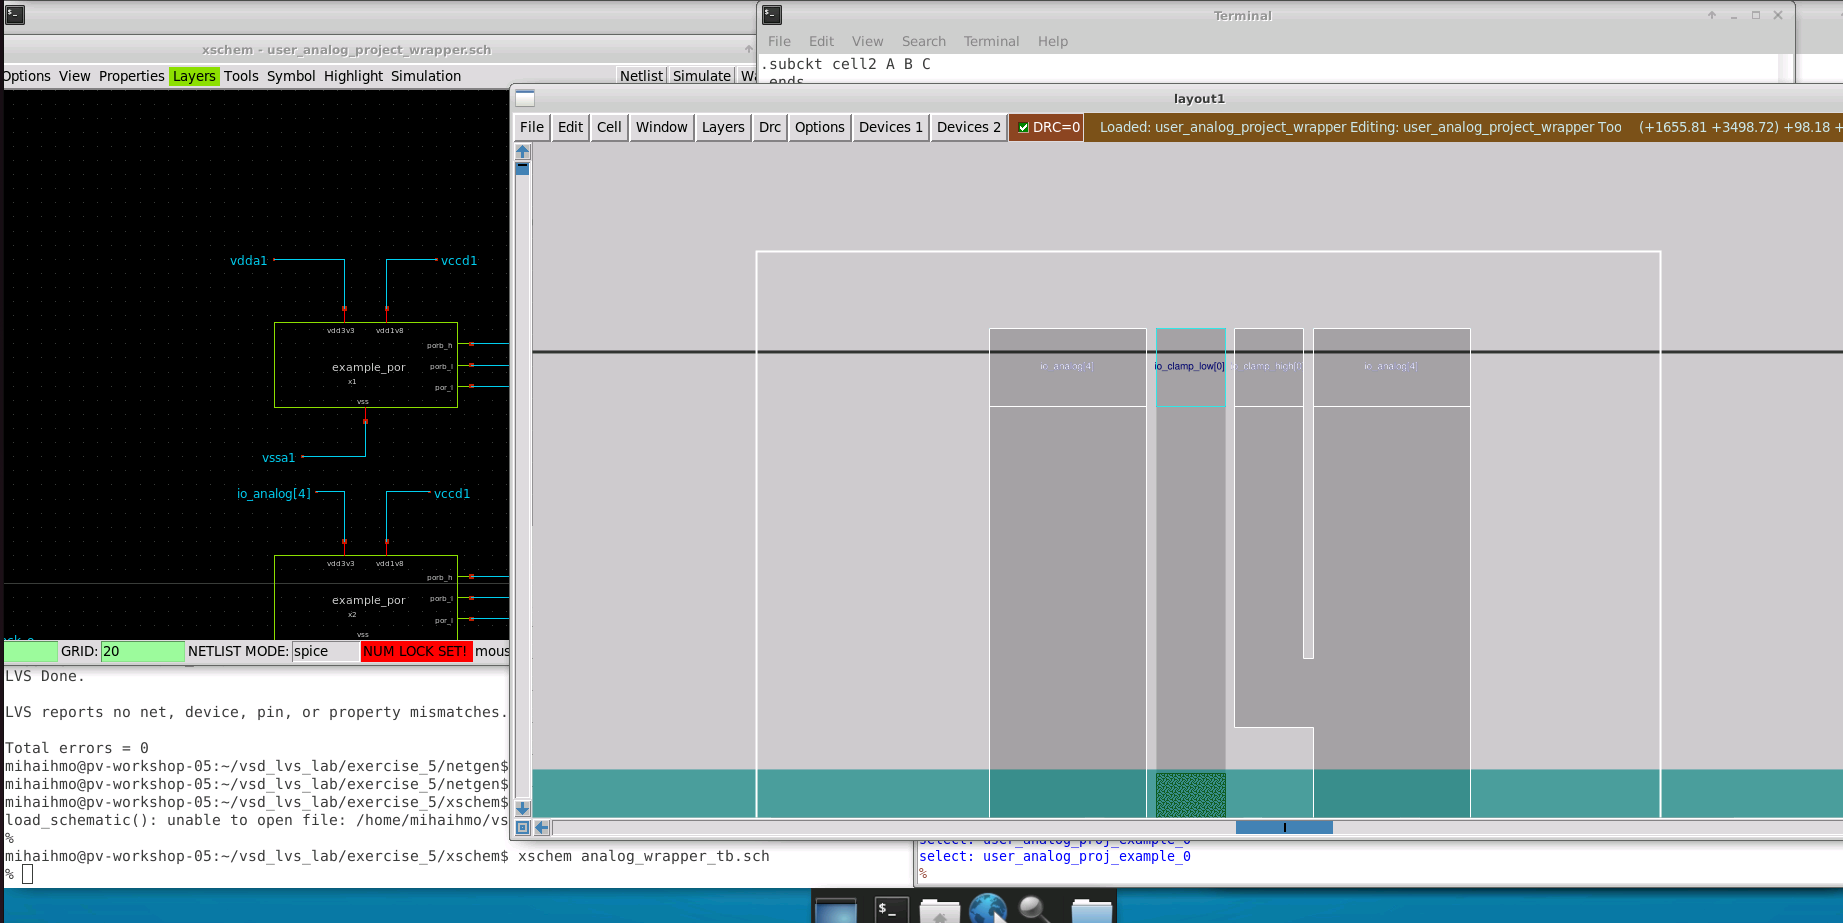 Terminal
xschem - user_analog_project_wrapper.sch
File Edit View Search Terminal Help
.subckt cell2 A B C
Options View Properties Layers Tools Symbol Highlight Simulation Netlist Simulate
layout1
File Edit Cell Window Layers Drc Options Devices 1 Devices 2 DRC=0 Loaded: user_analog_project_wrapper Editing: user_analog_project_wrapper Too (+1655.81 +3498.72) +98.18 +
vdda1 vccd1
vdd3v3 vdd1v8
porb_h
example_por porb_l
x1
por_l
vss
vssa1
io_analog[4] vccd1
vdd3v3 vdd1v8
porb_h
example_por porb_l
x2
por_l
vss
io_analog[4] io_clamp_low[0] io_clamp_high[0] io_analog[4]
GRID: 20 NETLIST MODE: spice NUM LOCK SET! mous
LVS Done.
LVS reports no net, device, pin, or property mismatches.
Total errors = 0
mihaihmo@pv-workshop-05:~/vsd_lvs_lab/exercise_5/netgen$
mihaihmo@pv-workshop-05:~/vsd_lvs_lab/exercise_5/netgen$
mihaihmo@pv-workshop-05:~/vsd_lvs_lab/exercise_5/xschem$
load_schematic(): unable to open file: /home/mihaihmo/vs
%
mihaihmo@pv-workshop-05:~/vsd_lvs_lab/exercise_5/xschem$ xschem analog_wrapper_tb.sch
%
select: user_analog_proj_example_0
select: user_analog_proj_example_0
%